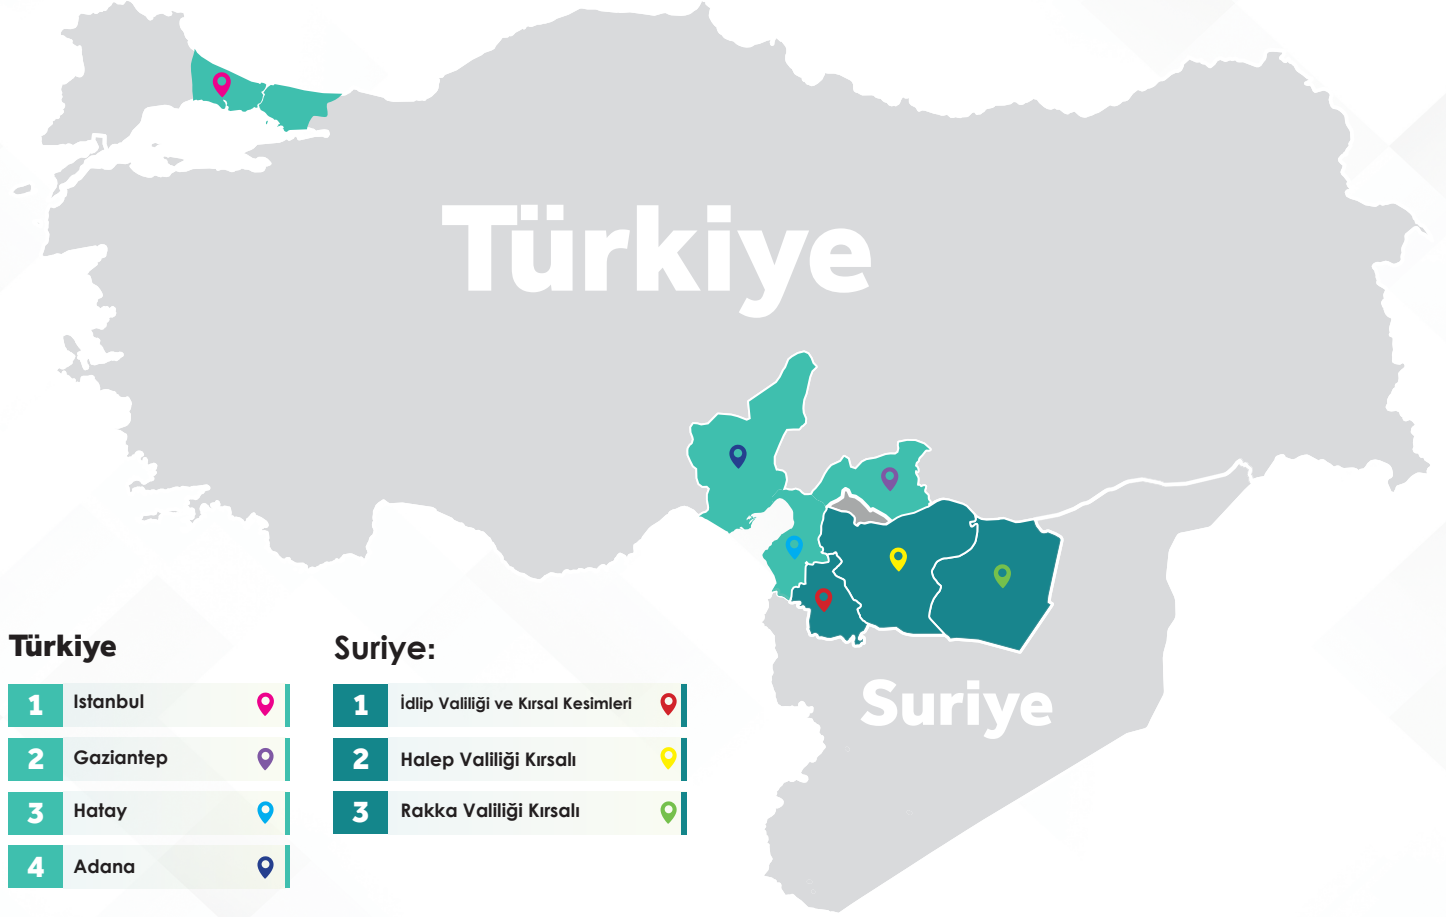 Türkiye
Suriye
Türkiye
1 Istanbul
2 Gaziantep
3 Hatay
4 Adana
Suriye:
1 İdlip Valiliği ve Kırsal Kesimleri
2 Halep Valiliği Kırsalı
3 Rakka Valiliği Kırsalı